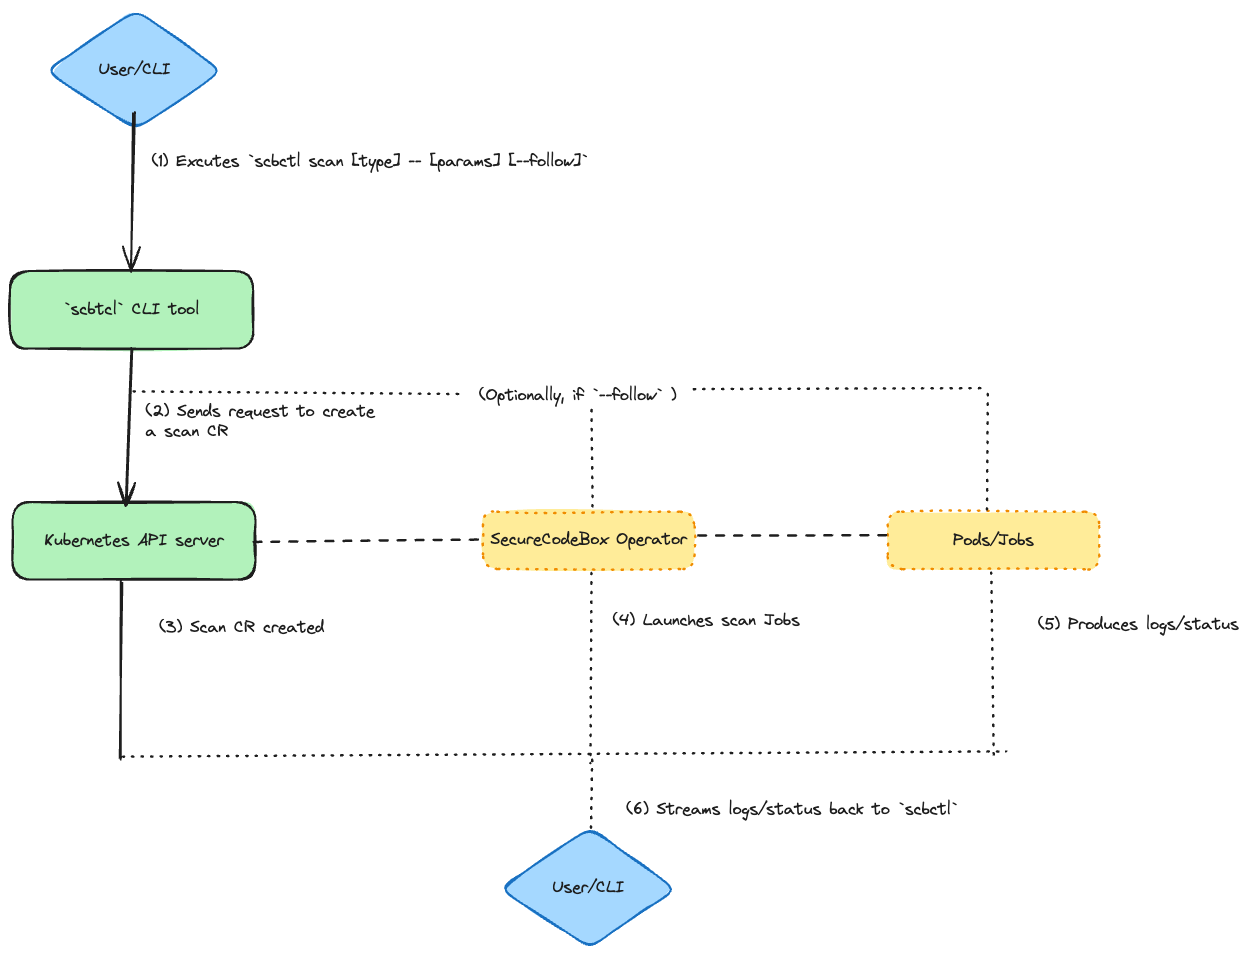 User/CLI
(1) Excutes `scbctl scan [type] -- [params] [--follow]`
`scbtcl` CLI tool
(Optionally, if `--follow` )
(2) Sends request to create
a scan CR
Kubernetes API server
SecureCodeBox Operator
Pods/Jobs
(3) Scan CR created
(4) Launches scan Jobs
(5) Produces logs/status
(6) Streams logs/status back to `scbctl`
User/CLI